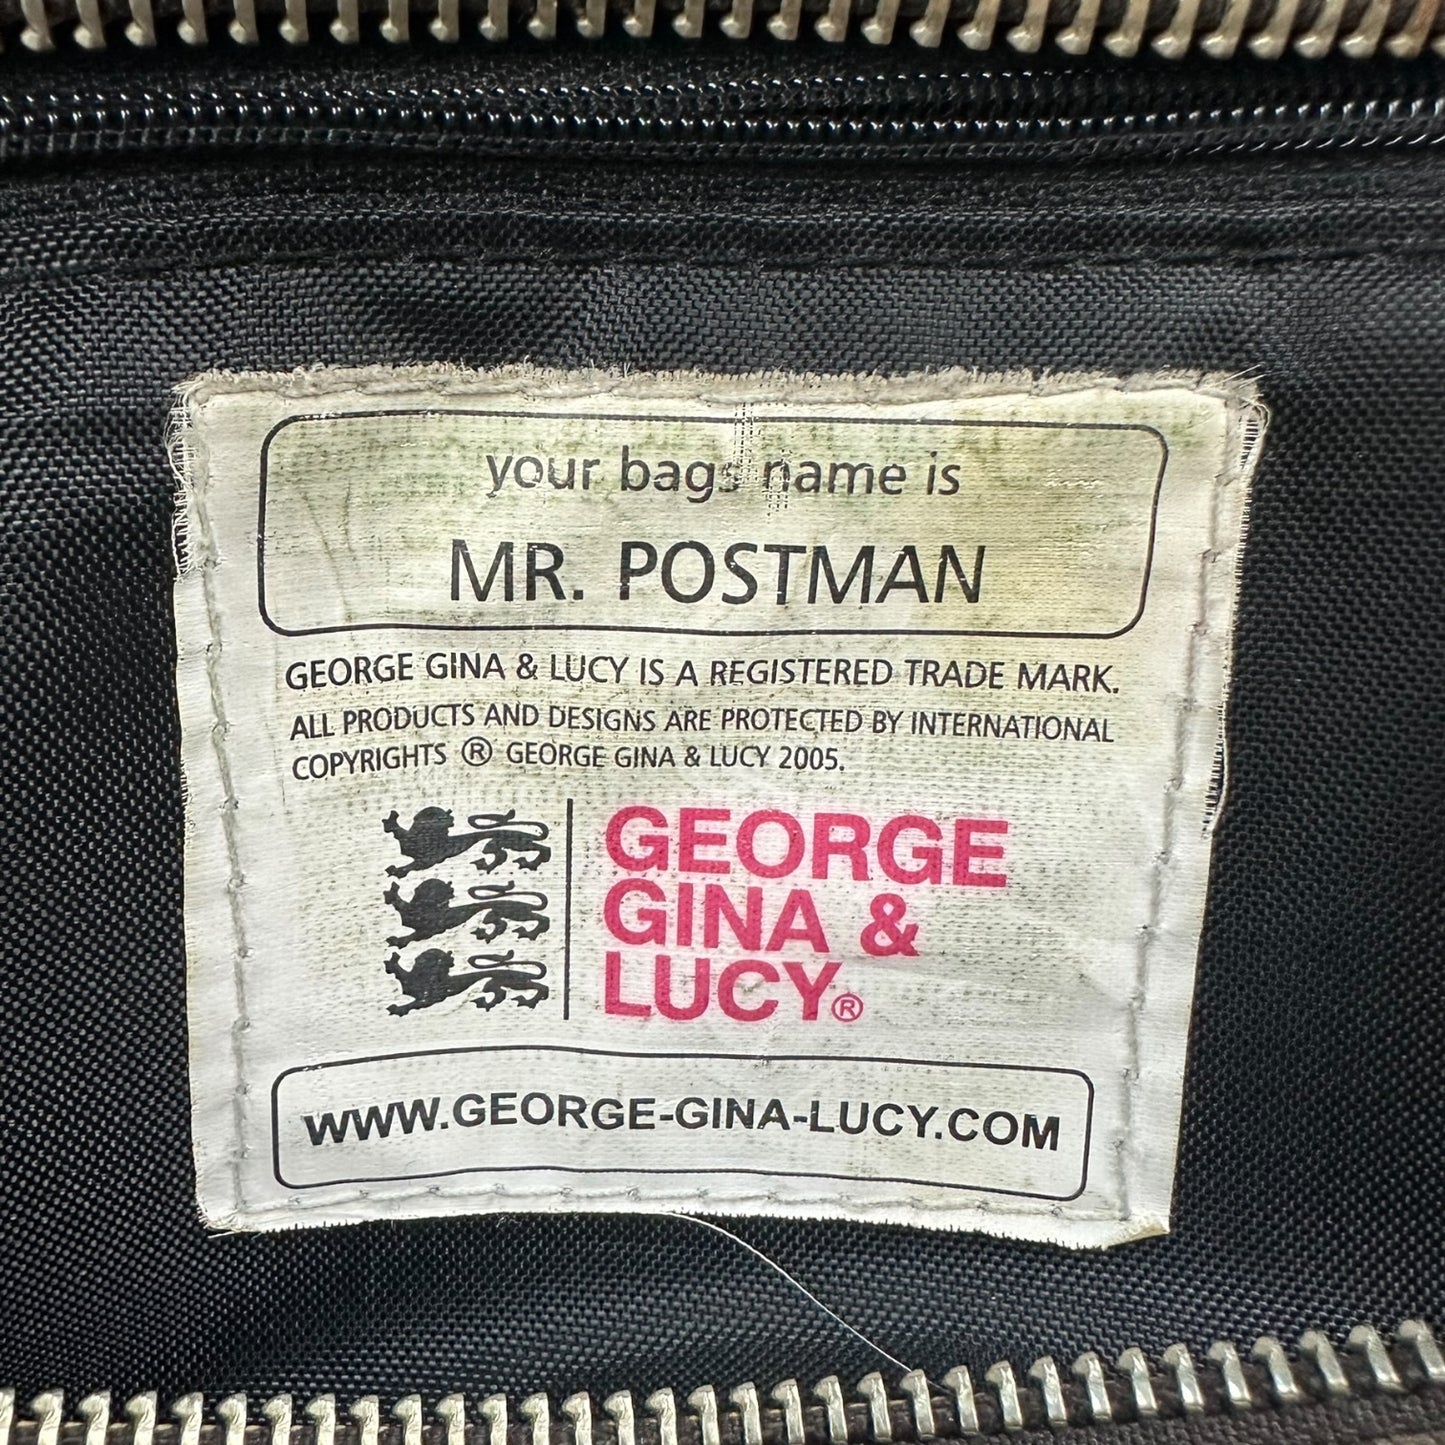 your bags name is
MR. POSTMAN
GEORGE GINA & LUCY IS A REGISTERED TRADE MARK.
ALL PRODUCTS AND DESIGNS ARE PROTECTED BY INTERNATIONAL
COPYRIGHTS ® GEORGE GINA & LUCY 2005.
GEORGE
GINA &
LUCY®
WWW.GEORGE-GINA-LUCY.COM